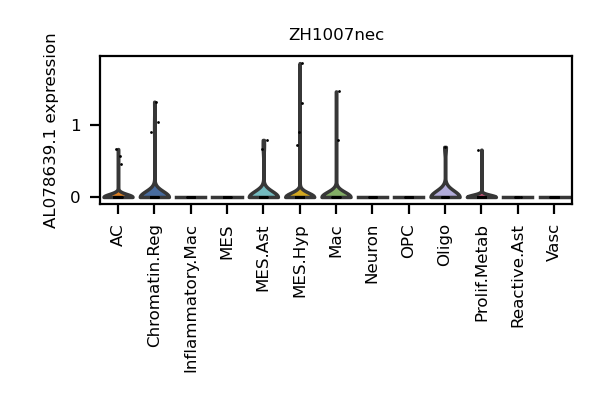 ZH1007nec
AL078639.1 expression
1
0
AC
Chromatin.Reg
Inflammatory.Mac
MES
MES.Ast
MES.Hyp
Mac
Neuron
OPC
Oligo
Prolif.Metab
Reactive.Ast
Vasc